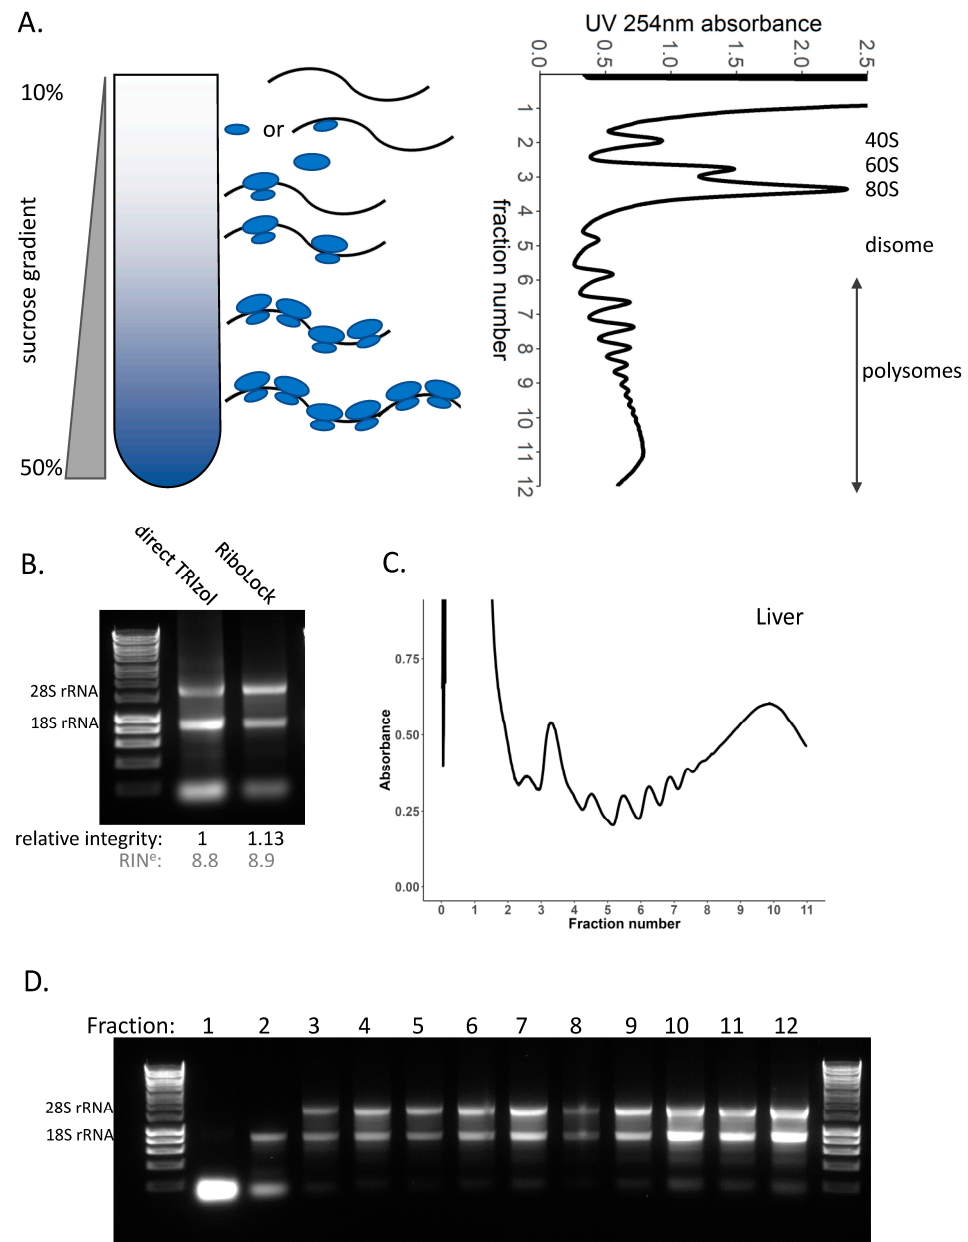 A.
10%
or
sucrose gradient
50%
UV 254nm absorbance
0.0 0.5 1.0 1.5 2.0 2.5
fraction number
1
2
3
4
5
6
7
8
9
10
11
12
40S
60S
80S
disome
polysomes
B.
direct TRIzol
RiboLock
28S rRNA
18S rRNA
relative integrity: 1 1.13
RINᵉ: 8.8 8.9
C.
Liver
Absorbance
0.75
0.50
0.25
0.00
0 1 2 3 4 5 6 7 8 9 10 11
Fraction number
D.
Fraction: 1 2 3 4 5 6 7 8 9 10 11 12
28S rRNA
18S rRNA